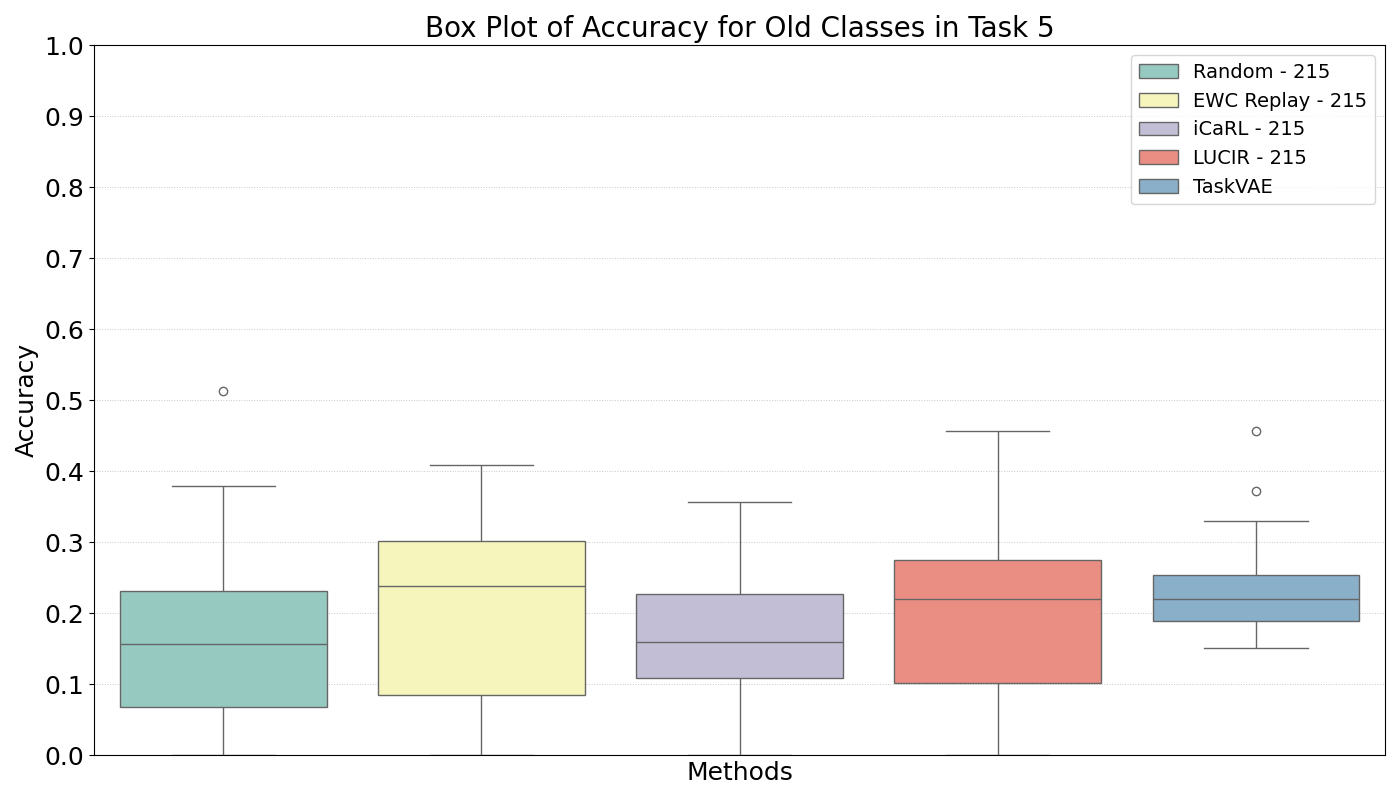 Box Plot of Accuracy for Old Classes in Task 5
1.0
0.9
0.8
0.7
0.6
0.5
0.4
0.3
0.2
0.1
0.0
Accuracy
Methods
Random - 215
EWC Replay - 215
iCaRL - 215
LUCIR - 215
TaskVAE